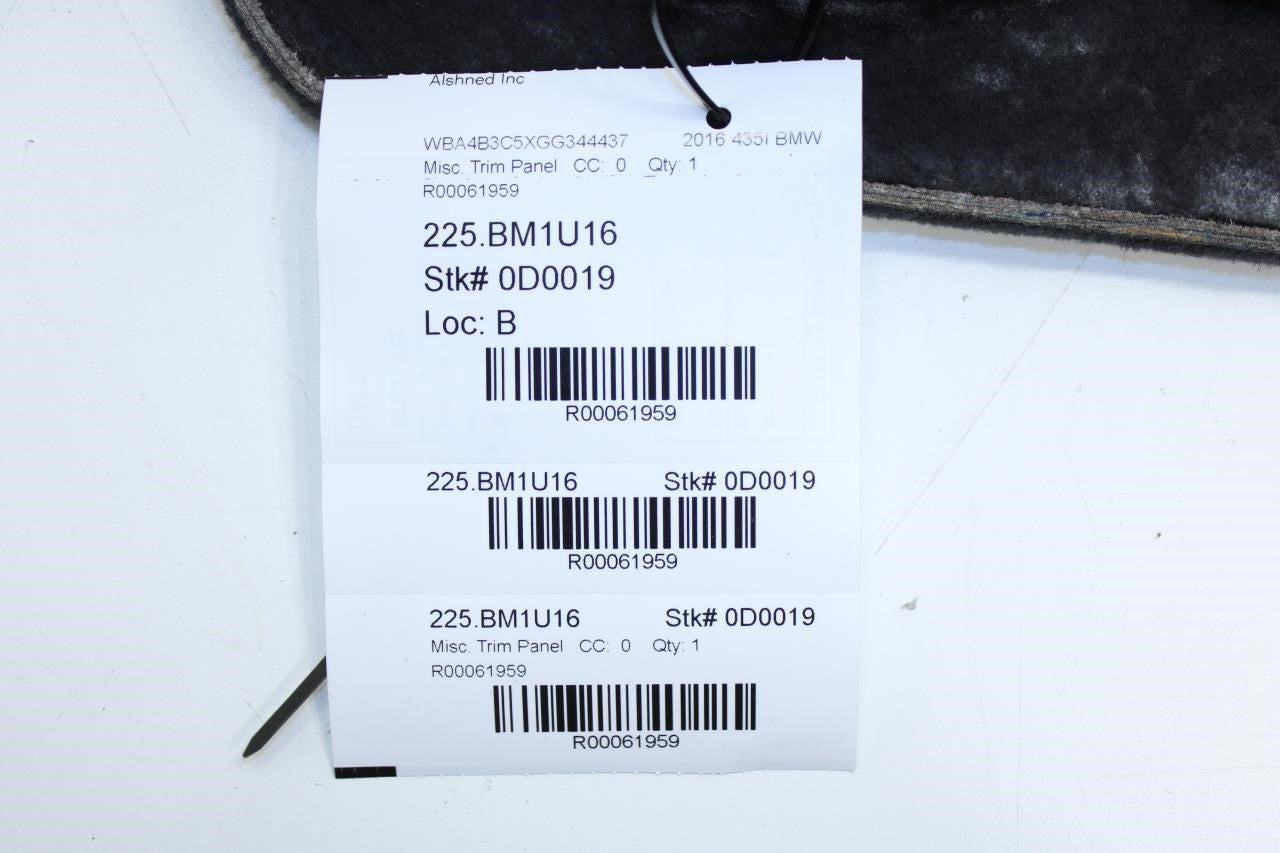 Alshned Inc
WBA4B3C5XGG344437 2016 435I BMW
Misc. Trim Panel CC: 0 Qty: 1
R00061959
225.BM1U16
Stk# 0D0019
Loc: B
R00061959
225.BM1U16 Stk# 0D0019
R00061959
225.BM1U16 Stk# 0D0019
Misc. Trim Panel CC: 0 Qty: 1
R00061959
R00061959